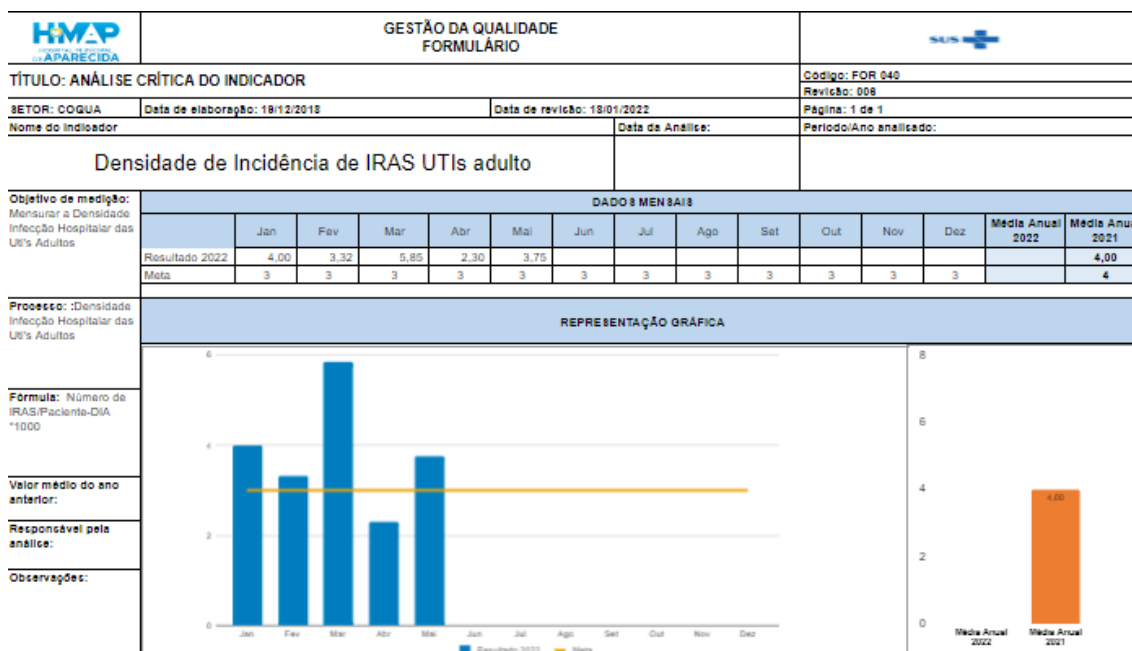 HMAP
HOSPITAL MUNICIPAL
DE APARECIDA
GESTÃO DA QUALIDADE
FORMULÁRIO
SUS
TÍTULO: ANÁLISE CRÍTICA DO INDICADOR
Código: FOR 040
Revisão: 006
SETOR: COQUA
Data de elaboração: 19/12/2018
Data de revisão: 18/01/2022
Página: 1 de 1
Nome do Indicador
Data da Análise:
Período/Ano analisado:
Densidade de Incidência de IRAS UTIs adulto
Objetivo de medição:
Mensurar a Densidade
Infecção Hospitalar das
Uti's Adultos
DADOS MENSAIS
Jan Fev Mar Abr Mai Jun Jul Ago Set Out Nov Dez Média Anual 2022 Média Anua 2021
Resultado 2022 4,00 3,32 5,85 2,30 3,75 4,00
Meta 3 3 3 3 3 3 3 3 3 3 3 3 4
Processo: :Densidade
Infecção Hospitalar das
Uti's Adultos
REPRESENTAÇÃO GRÁFICA
Fórmula: Número de
IRAS/Paciente-DIA
*1000
Valor médio do ano
anterior:
Responsável pela
análise:
Observações:
6
4
2
0
Jan Fev Mar Abr Mai Jun Jul Ago Set Out Nov Dez
Resultado 2022 Meta
8
6
4
2
0
4,00
Média Anual
2022
Média Anual
2021